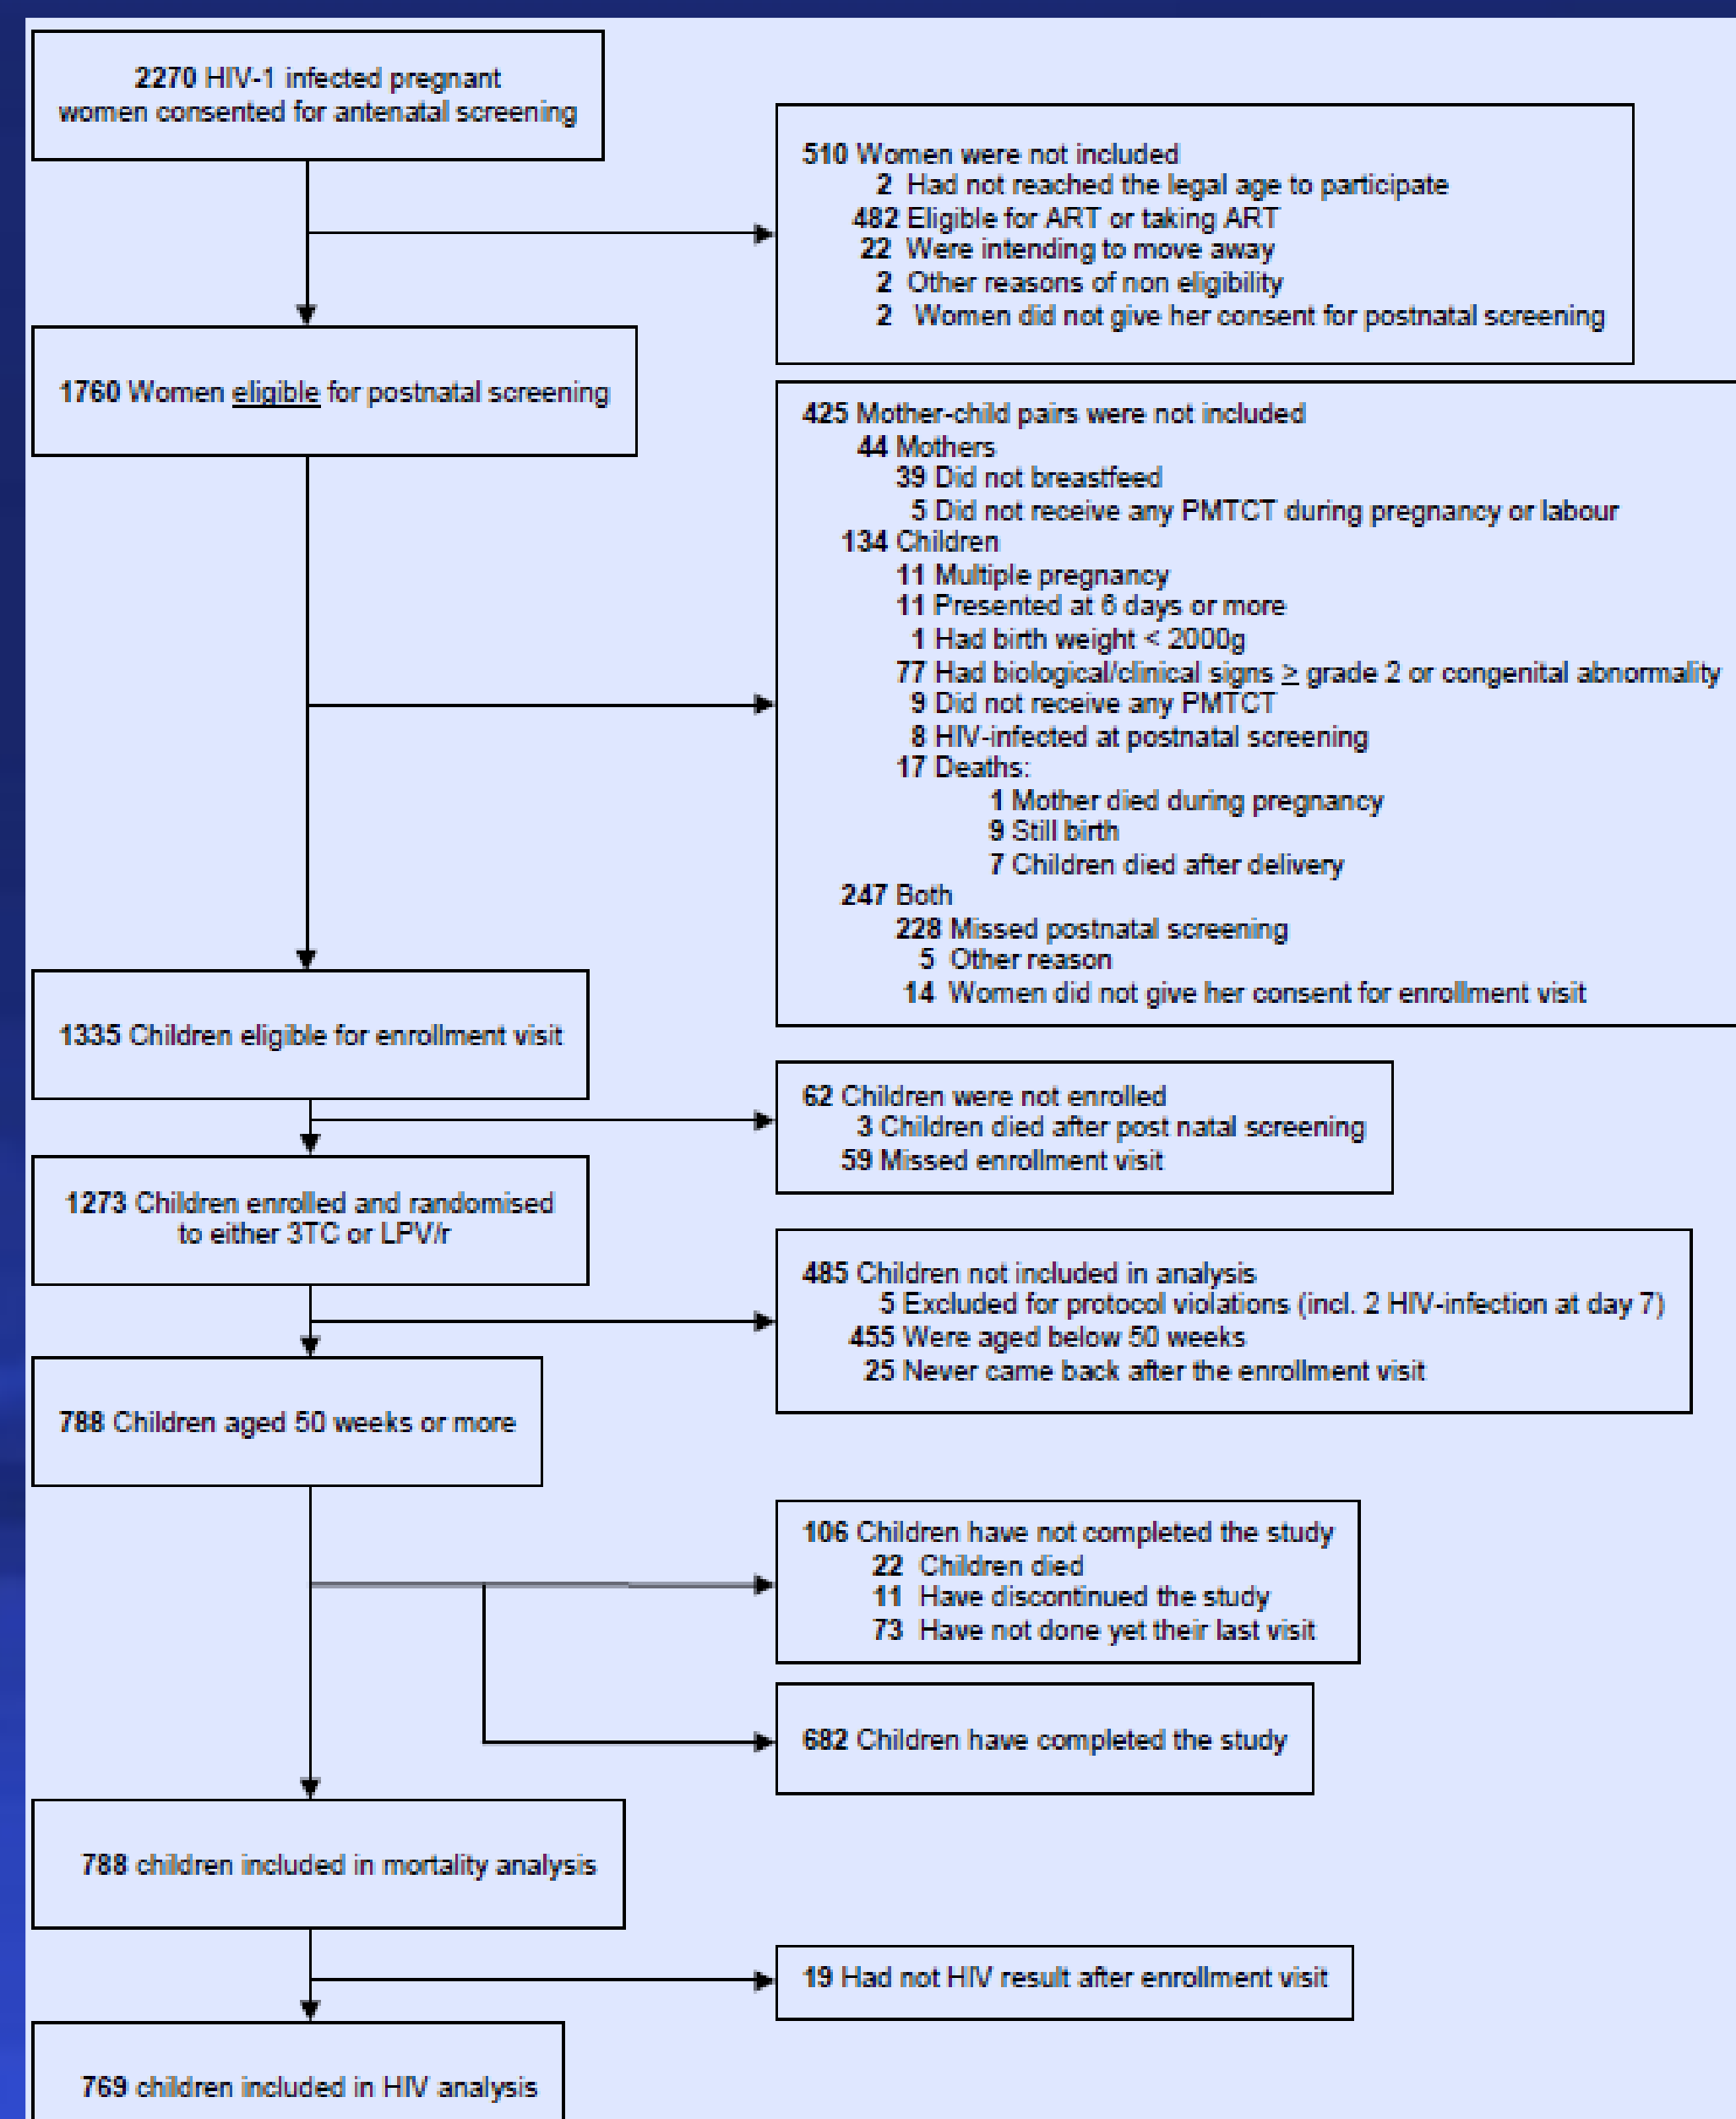 2270 HIV-1 infected pregnant
women consented for antenatal screening
510 Women were not included
2 Had not reached the legal age to participate
482 Eligible for ART or taking ART
22 Were intending to move away
2 Other reasons of non eligibility
2 Women did not give her consent for postnatal screening
1760 Women eligible for postnatal screening
425 Mother-child pairs were not included
44 Mothers
39 Did not breastfeed
5 Did not receive any PMTCT during pregnancy or labour
134 Children
11 Multiple pregnancy
11 Presented at 6 days or more
1 Had birth weight < 2000g
77 Had biological/clinical signs ≥ grade 2 or congenital abnormality
9 Did not receive any PMTCT
8 HIV-infected at postnatal screening
17 Deaths:
1 Mother died during pregnancy
9 Still birth
7 Children died after delivery
247 Both
228 Missed postnatal screening
5 Other reason
14 Women did not give her consent for enrollment visit
1335 Children eligible for enrollment visit
62 Children were not enrolled
3 Children died after post natal screening
59 Missed enrollment visit
1273 Children enrolled and randomised
to either 3TC or LPV/r
485 Children not included in analysis
5 Excluded for protocol violations (incl. 2 HIV-infection at day 7)
455 Were aged below 50 weeks
25 Never came back after the enrollment visit
788 Children aged 50 weeks or more
106 Children have not completed the study
22 Children died
11 Have discontinued the study
73 Have not done yet their last visit
682 Children have completed the study
788 children included in mortality analysis
19 Had not HIV result after enrollment visit
769 children included in HIV analysis